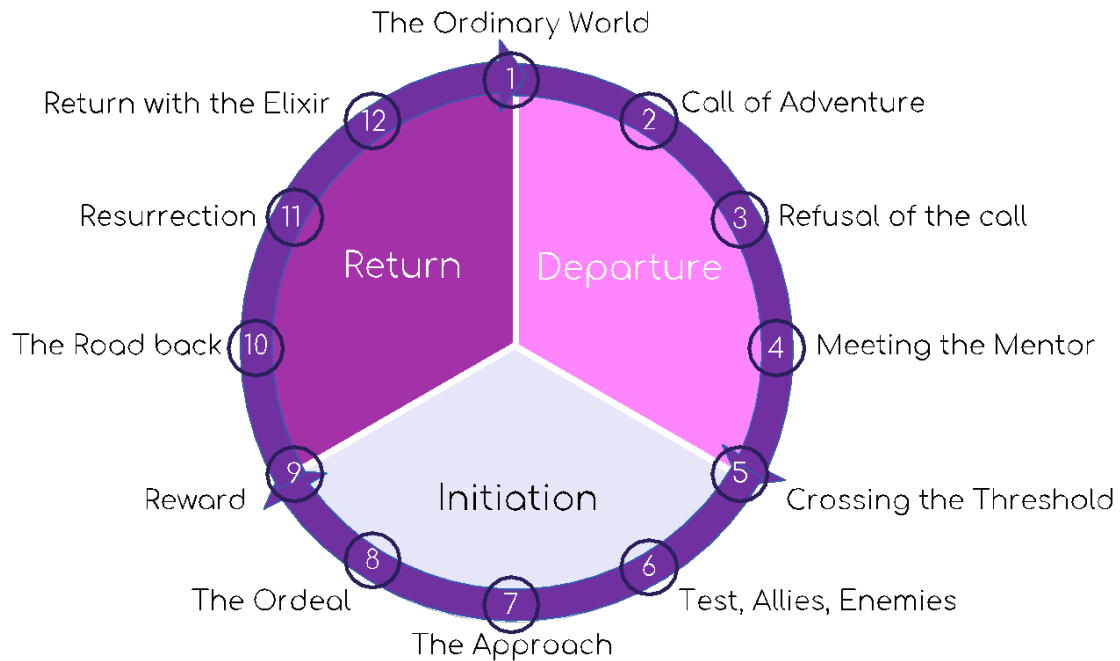 The Ordinary World
1
Call of Adventure
2
Refusal of the call
3
Meeting the Mentor
4
Crossing the Threshold
5
Test, Allies, Enemies
6
The Approach
7
The Ordeal
8
Reward
9
The Road back
10
Resurrection
11
Return with the Elixir
12
Return
Departure
Initiation